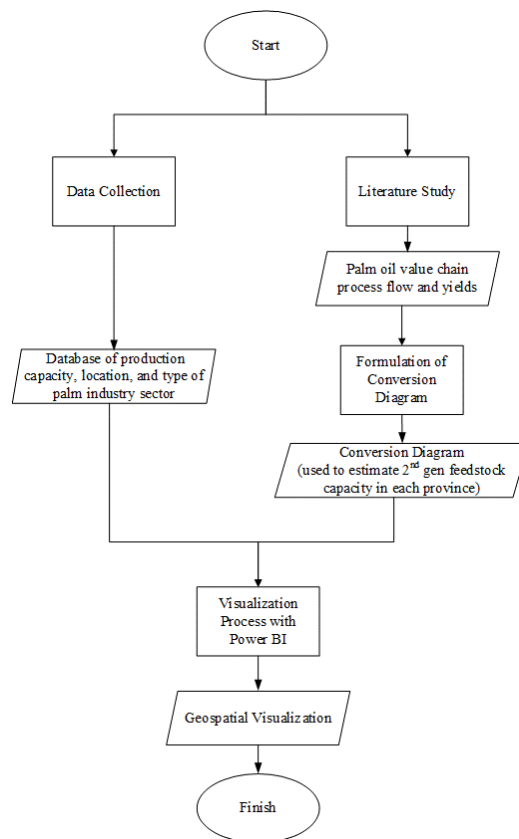 Start
Data Collection
Literature Study
Palm oil value chain
process flow and yields
Database of production
capacity, location, and type of
palm industry sector
Formulation of
Conversion
Diagram
Conversion Diagram
(used to estimate 2nd gen feedstock
capacity in each province)
Visualization
Process with
Power BI
Geospatial Visualization
Finish